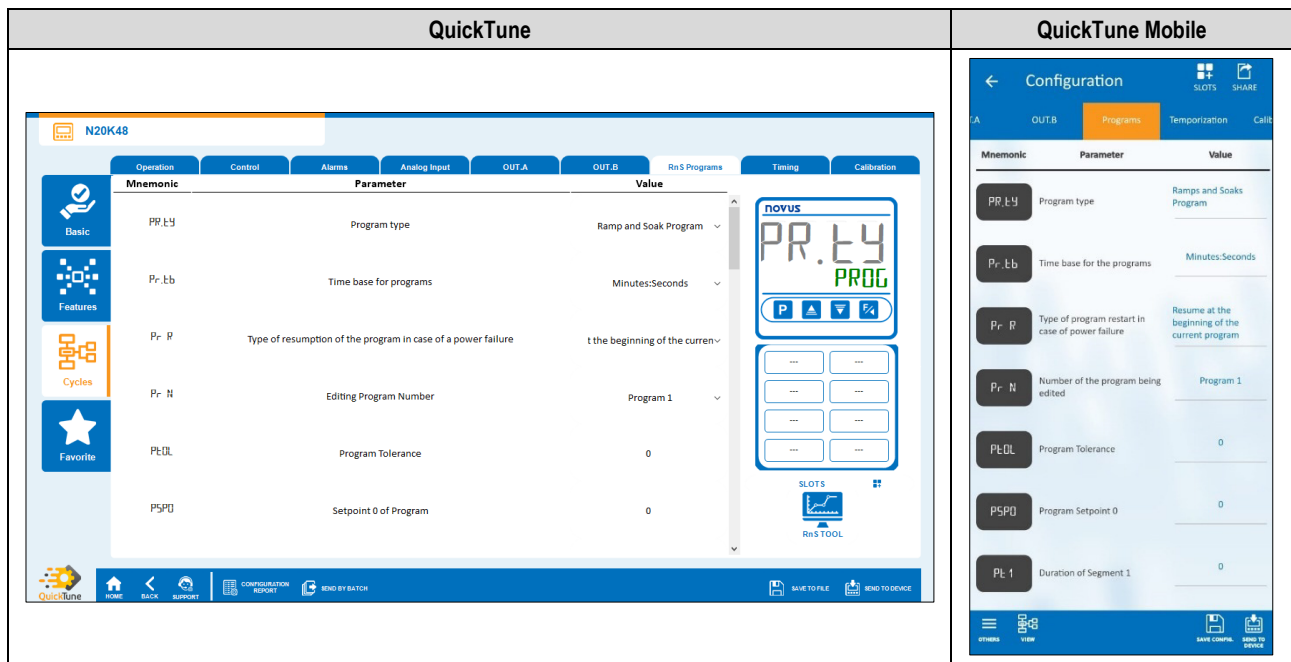 QuickTune
QuickTune Mobile
N20K48
Operation
Control
Alarms
Analog Input
OUT.A
OUT.B
RnS Programs
Timing
Calibration
Mnemonic
Parameter
Value
Basic
Features
Cycles
Favorite
PR.tY
Program type
Ramp and Soak Program
Pr.tb
Time base for programs
Minutes:Seconds
Pr R
Type of resumption of the program in case of a power failure
t the beginning of the curren
Pr N
Editing Program Number
Program 1
PtOL
Program Tolerance
0
PSP0
Setpoint 0 of Program
0
novus
PR.tY
PROG
P
F/A
---
---
---
---
---
---
---
---
SLOTS
RnS TOOL
QuickTune
HOME
BACK
SUPPORT
CONFIGURATION
REPORT
SEND BY BATCH
SAVE TO FILE
SEND TO DEVICE
Configuration
SLOTS
SHARE
T.A
OUT.B
Programs
Temporization
Calib
Mnemonic
Parameter
Value
PR.tY
Program type
Ramps and Soaks
Program
Pr.tb
Time base for the programs
Minutes:Seconds
Pr R
Type of program restart in
case of power failure
Resume at the
beginning of the
current program
Pr N
Number of the program being
edited
Program 1
PtOL
Program Tolerance
0
PSP0
Program Setpoint 0
0
Pt 1
Duration of Segment 1
0
OTHERS
VIEW
SAVE CONFIG.
SEND TO
DEVICE